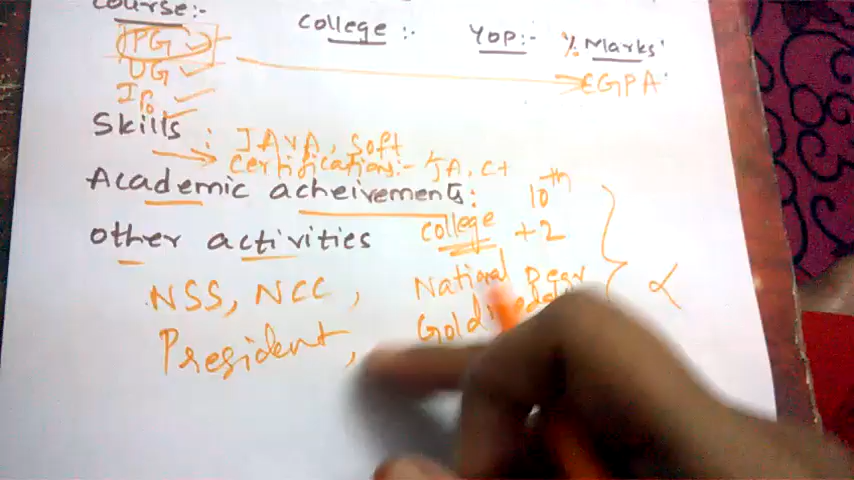 Course:-
College :- YOP:- % Marks
PG
UG CGPA
Skills : JAVA, Soft
Certifications:- JA, C+
Academic acheivements: 10th
Other activities college +2
NSS, NCC, National
President, Gold